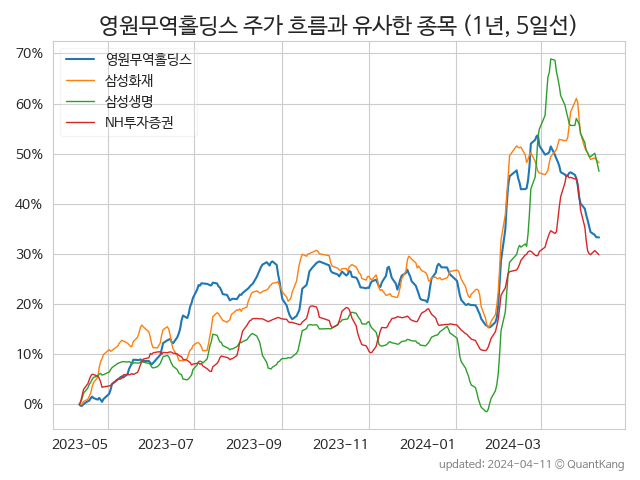 영원무역홀딩스 주가 흐름과 유사한 종목 (1년, 5일선)
70%
60%
50%
40%
30%
20%
10%
0%
영원무역홀딩스
삼성화재
삼성생명
NH투자증권
2023-05 2023-07 2023-09 2023-11 2024-01 2024-03
updated: 2024-04-11 © QuantKang